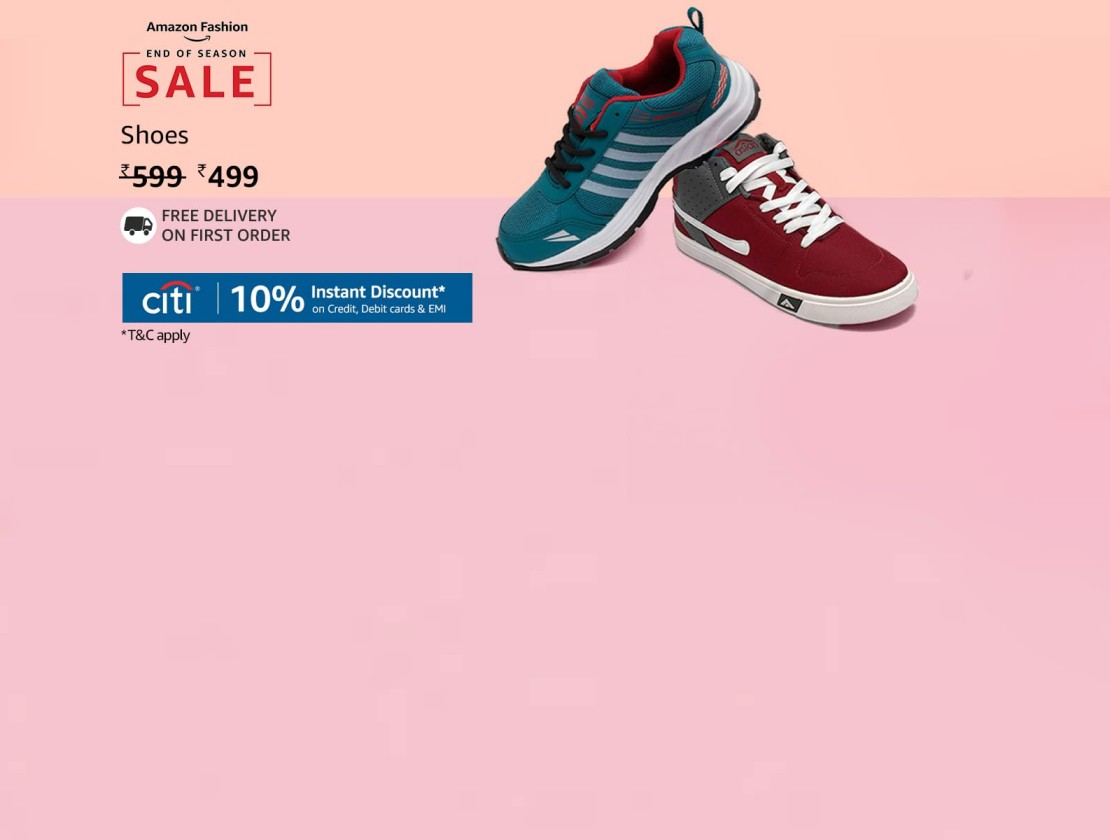 Amazon Fashion
END OF SEASON
SALE
Shoes
₹599 ₹499
FREE DELIVERY
ON FIRST ORDER
citi® 10% Instant Discount*
on Credit, Debit cards & EMI
*T&C apply